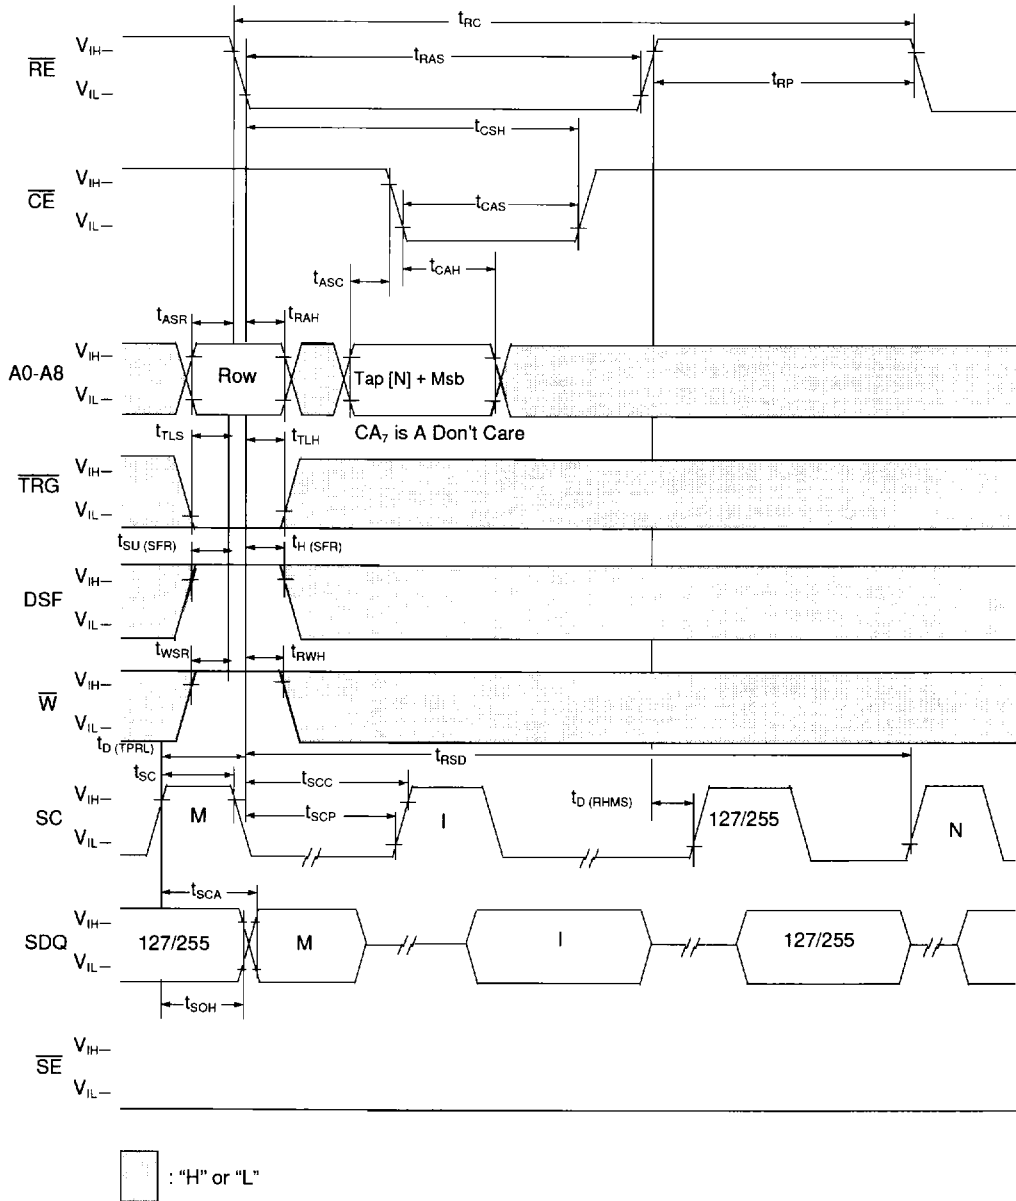 tRC
VIH
RE
tRAS
VIL
tRP
tCSH
VIH
CE
tCAS
VIL
tASC
tCAH
tASR
tRAH
VIH
A0-A8
Row
Tap [N] + Msb
VIL
CA7 is A Don't Care
tTLS
tTLH
VIH
TRG
VIL
tSU (SFR)
tH (SFR)
VIH
DSF
VIL
tWSR
tRWH
VIH
W
VIL
tD (TPRL)
tRSD
tSC
tSCC
VIH
tD (RHMS)
SC
M
tSCP
I
127/255
N
VIL
tSCA
VIH
SDQ
127/255
M
I
127/255
VIL
tSOH
VIH
SE
VIL
: "H" or "L"